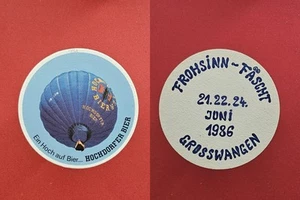 Ein Hoch auf Bier... HOCHDORFER BIER
FROHSINN-FÄSCHT
21.22.24.
JUNI
1986
GROSSWANGEN